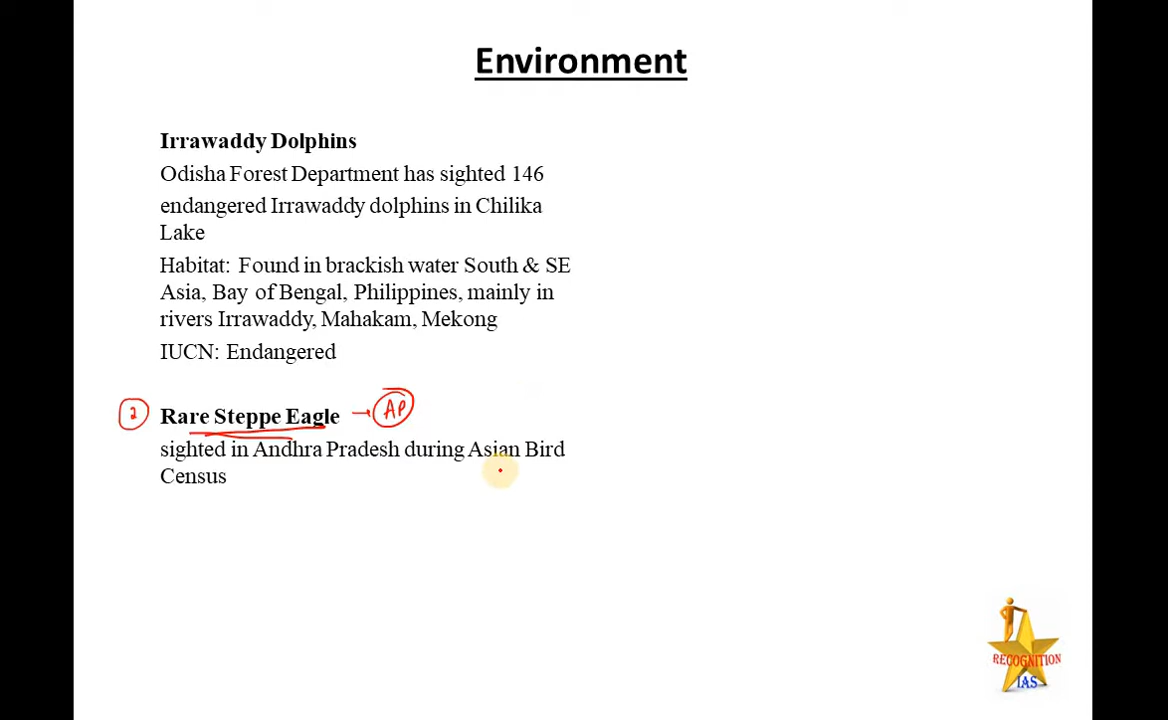 Environment
Irrawaddy Dolphins
Odisha Forest Department has sighted 146
endangered Irrawaddy dolphins in Chilika
Lake
Habitat: Found in brackish water South & SE
Asia, Bay of Bengal, Philippines, mainly in
rivers Irrawaddy, Mahakam, Mekong
IUCN: Endangered
2 Rare Steppe Eagle → AP
sighted in Andhra Pradesh during Asian Bird
Census
RECOGNITION
IAS